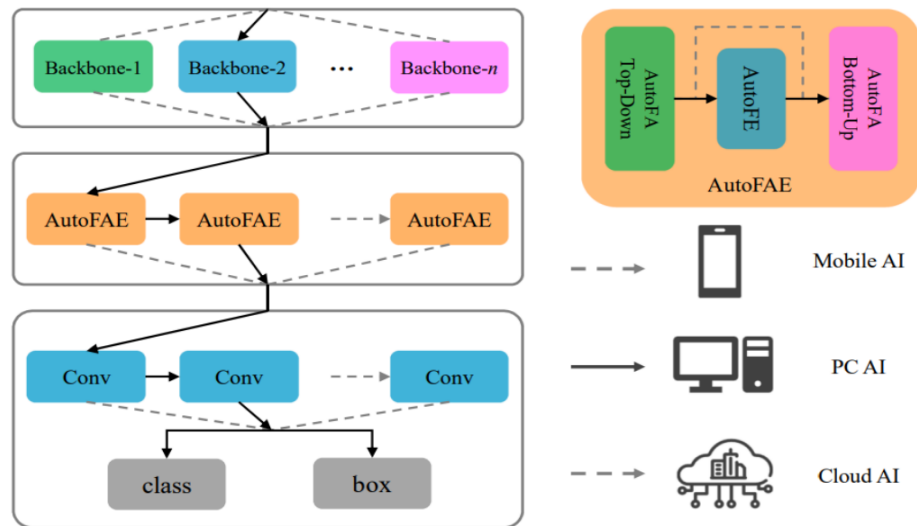 Backbone-1
Backbone-2
...
Backbone-n
AutoFAE
AutoFAE
AutoFAE
Conv
Conv
Conv
class
box
AutoFA
Top-Down
AutoFE
AutoFA
Bottom-Up
AutoFAE
Mobile AI
PC AI
Cloud AI